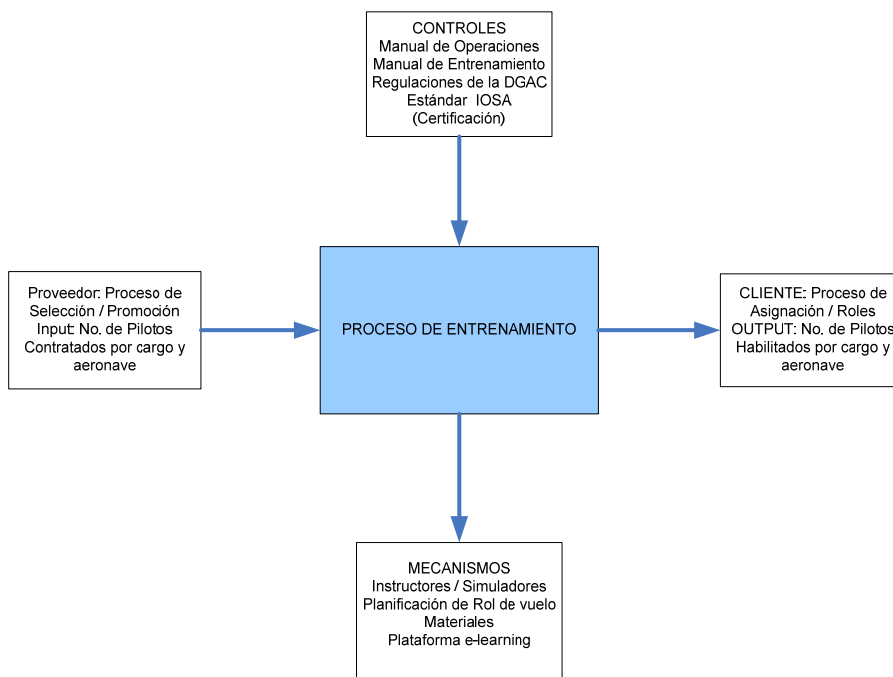 CONTROLES
Manual de Operaciones
Manual de Entrenamiento
Regulaciones de la DGAC
Estándar IOSA
(Certificación)
Proveedor: Proceso de
Selección / Promoción
Input: No. de Pilotos
Contratados por cargo y
aeronave
PROCESO DE ENTRENAMIENTO
CLIENTE: Proceso de
Asignación / Roles
OUTPUT: No. de Pilotos
Habilitados por cargo y
aeronave
MECANISMOS
Instructores / Simuladores
Planificación de Rol de vuelo
Materiales
Plataforma e-learning